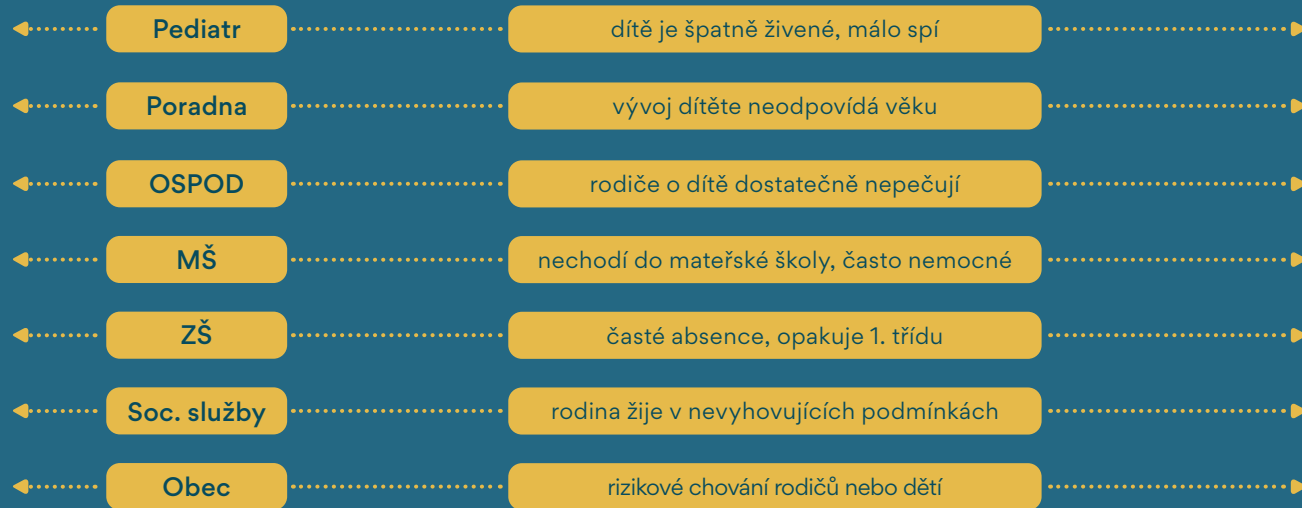 Pediatr dítě je špatně živené, málo spí
Poradna vývoj dítěte neodpovídá věku
OSPOD rodiče o dítě dostatečně nepečují
MŠ nechodí do mateřské školy, často nemocné
ZŠ časté absence, opakuje 1. třídu
Soc. služby rodina žije v nevyhovujících podmínkách
Obec rizikové chování rodičů nebo dětí